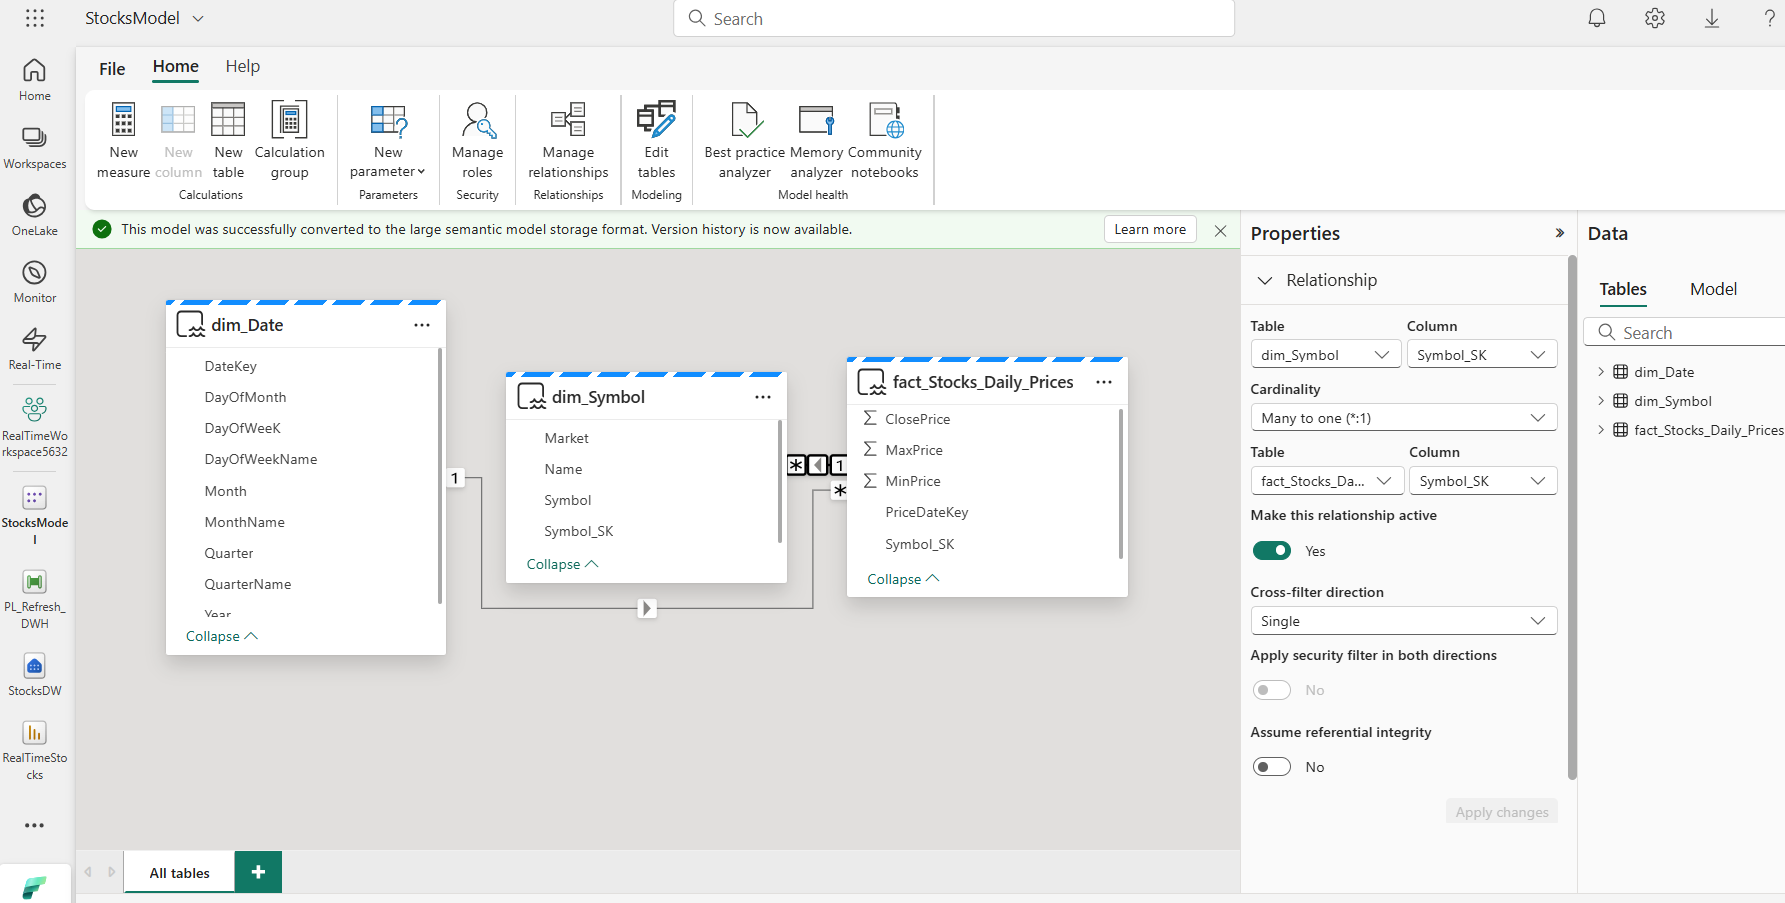 StocksModel
Search
?
File
Home
Help
Home
Workspaces
OneLake
Monitor
Real-Time
RealTimeWo
rkspace5632
StocksMode
l
PL_Refresh_
DWH
StocksDW
RealTimeSto
cks
New
measure
New
column
New
table
Calculation
group
Calculations
New
parameter
Parameters
Manage
roles
Security
Manage
relationships
Relationships
Edit
tables
Modeling
Best practice
analyzer
Memory
analyzer
Community
notebooks
Model health
This model was successfully converted to the large semantic model storage format. Version history is now available.
Learn more
dim_Date
DateKey
DayOfMonth
DayOfWeeK
DayOfWeekName
Month
MonthName
Quarter
QuarterName
Year
Collapse
1
dim_Symbol
Market
Name
Symbol
Symbol_SK
Collapse
* 1
*
fact_Stocks_Daily_Prices
Σ ClosePrice
Σ MaxPrice
Σ MinPrice
PriceDateKey
Symbol_SK
Collapse
All tables
+
Properties
Relationship
Table
Column
dim_Symbol
Symbol_SK
Cardinality
Many to one (*:1)
Table
Column
fact_Stocks_Da...
Symbol_SK
Make this relationship active
Yes
Cross-filter direction
Single
Apply security filter in both directions
No
Assume referential integrity
No
Apply changes
Data
Tables
Model
Search
dim_Date
dim_Symbol
fact_Stocks_Daily_Prices